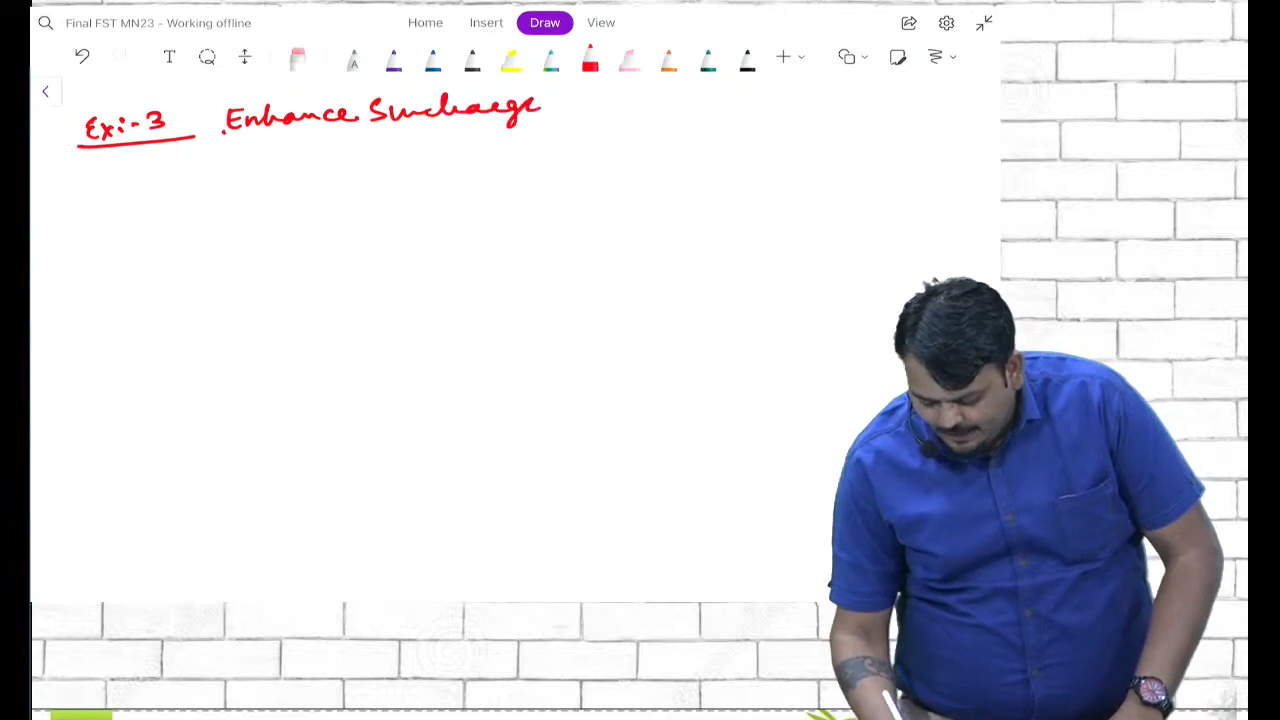 Final FST MN23 - Working offline
Home Insert Draw View
T
A
Ex:- 3 Enhance Surcharge